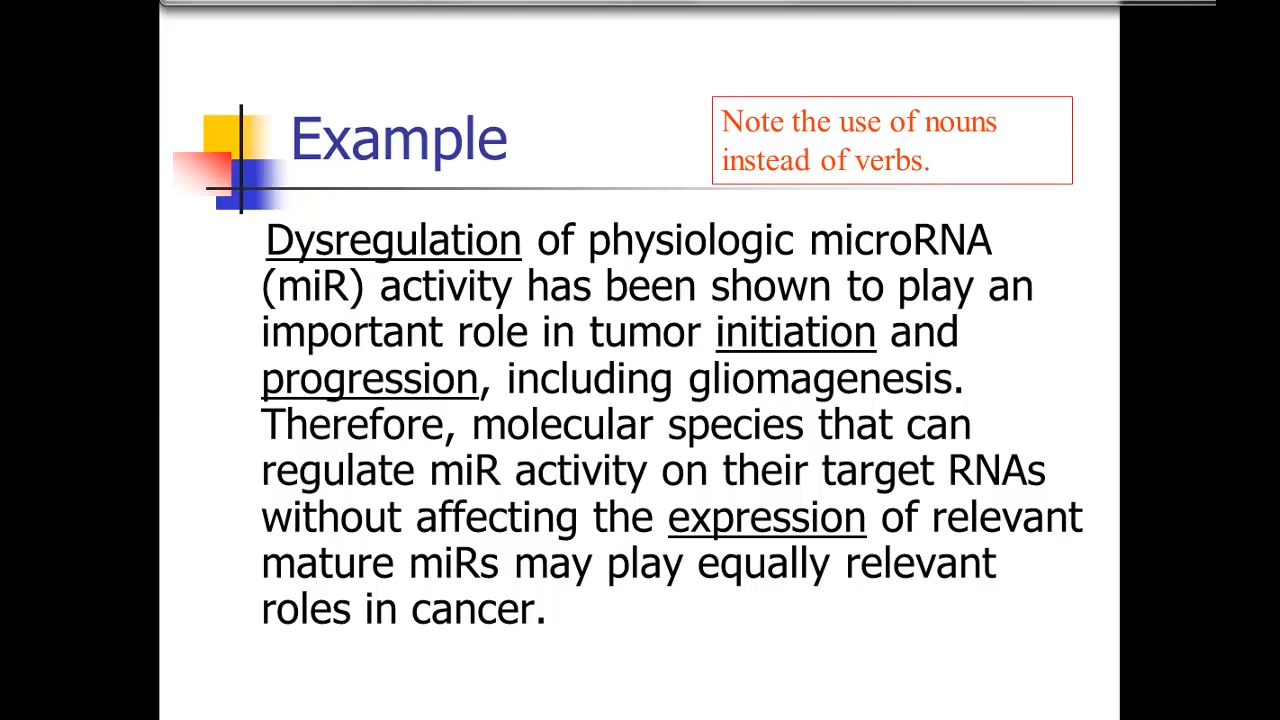 Example
Note the use of nouns
instead of verbs.
Dysregulation of physiologic microRNA
(miR) activity has been shown to play an
important role in tumor initiation and
progression, including gliomagenesis.
Therefore, molecular species that can
regulate miR activity on their target RNAs
without affecting the expression of relevant
mature miRs may play equally relevant
roles in cancer.